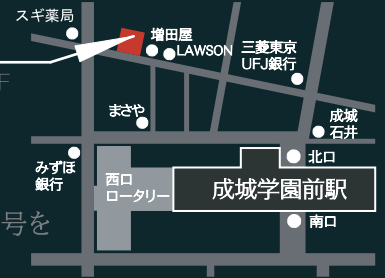 スギ薬局
増田屋
LAWSON
三菱東京
UFJ銀行
まさや
成城
石井
みずほ
銀行
西口
ロータリー
北口
成城学園前駅
南口
号を